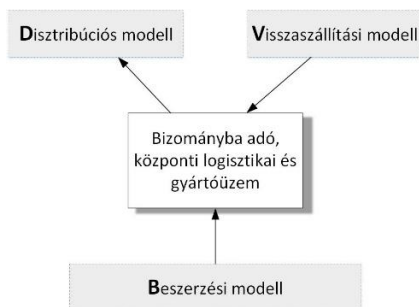 Disztribúciós modell
Visszaszállítási modell
Bizományba adó,
központi logisztikai és
gyártóüzem
Beszerzési modell